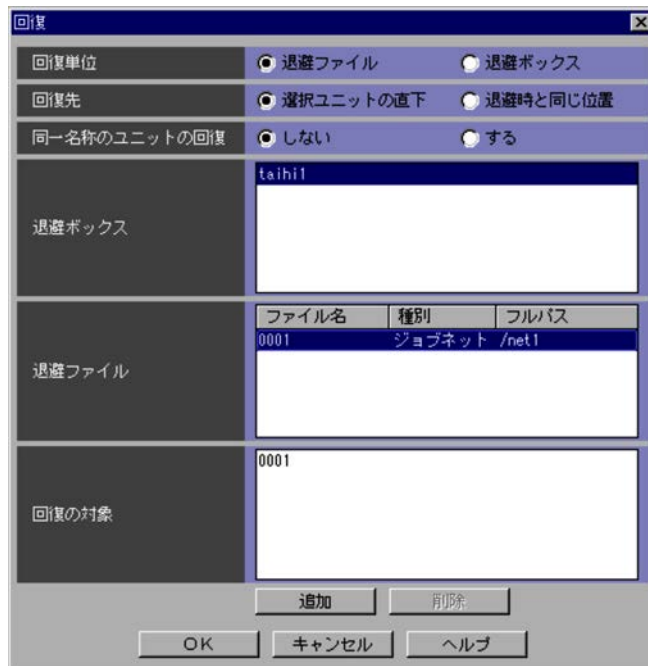 回復
回復単位 退避ファイル 退避ボックス
回復先 選択ユニットの直下 退避時と同じ位置
同一名称のユニットの回復 しない する
退避ボックス
taihi1
退避ファイル
ファイル名 種別 フルパス
0001 ジョブネット /net1
回復の対象
0001
追加 削除
OK キャンセル ヘルプ